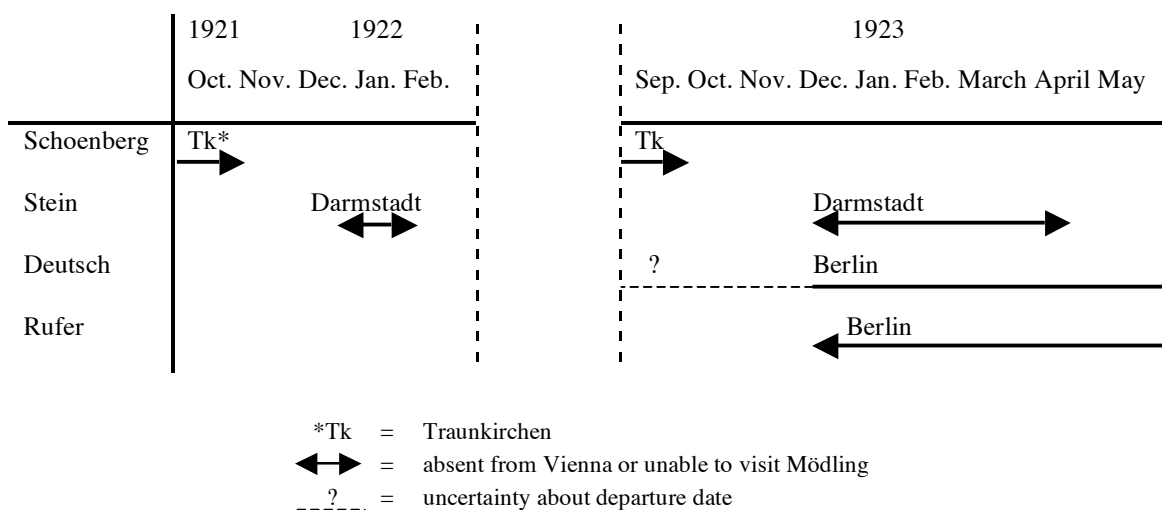 1921 1922 1923
Oct. Nov. Dec. Jan. Feb. Sep. Oct. Nov. Dec. Jan. Feb. March April May
Schoenberg Tk* Tk
Stein Darmstadt Darmstadt
Deutsch ? Berlin
Rufer Berlin
*Tk = Traunkirchen
= absent from Vienna or unable to visit Mödling
? = uncertainty about departure date